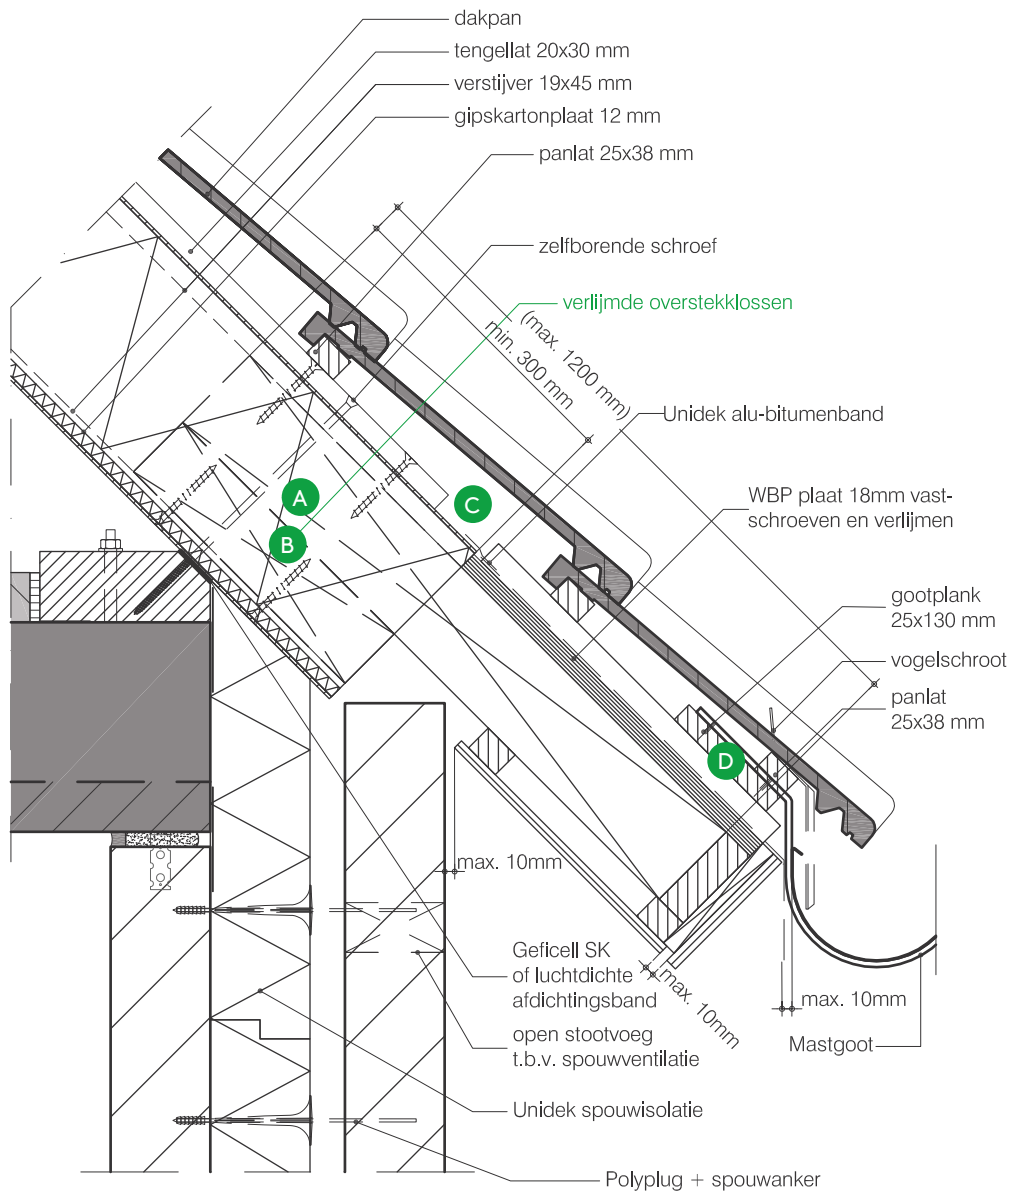 dakpan
tengellat 20x30 mm
verstijver 19x45 mm
gipskartonplaat 12 mm
panlat 25x38 mm
zelfborende schroef
verlijmde overstekklossen
(max. 1200 mm)
min. 300 mm
Unidek alu-bitumenband
A
C
B
WBP plaat 18mm vast-
schroeven en verlijmen
gootplank
25x130 mm
vogelschroot
panlat
25x38 mm
D
max. 10mm
Geficell SK
of luchtdichte
afdichtingsband
max. 10mm
max. 10mm
open stootvoeg
t.b.v. spouwventilatie
Mastgoot
Unidek spouwisolatie
Polyplug + spouwanker